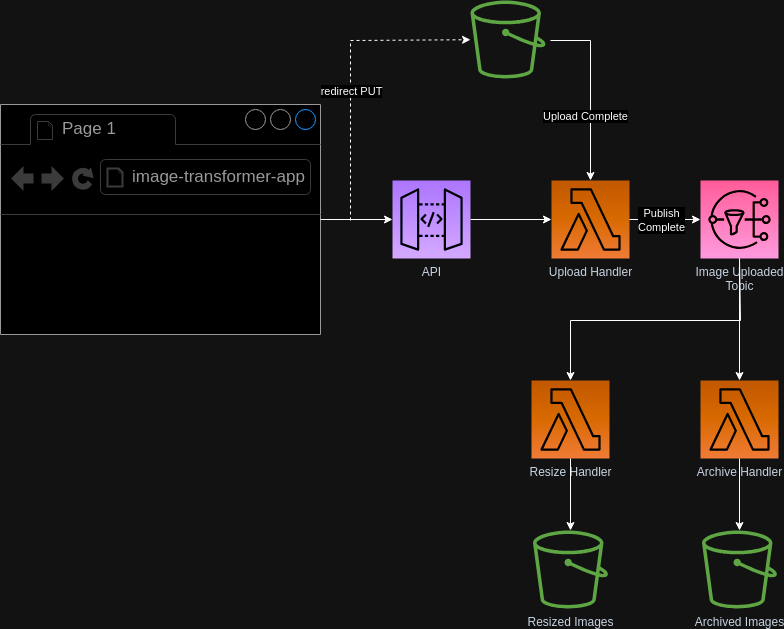 redirect PUT
Upload Complete
Page 1
image-transformer-app
Publish
Complete
API
Upload Handler
Image Uploaded
Topic
Resize Handler
Archive Handler
Resized Images
Archived Images